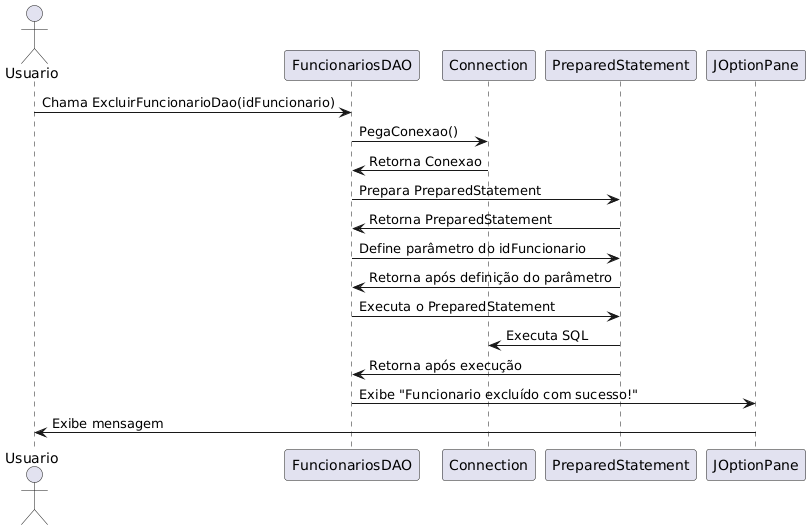 Usuario
FuncionariosDAO
Connection
PreparedStatement
JOptionPane
Chama ExcluirFuncionarioDao(idFuncionario)
PegaConexao()
Retorna Conexao
Prepara PreparedStatement
Retorna PreparedStatement
Define parâmetro do idFuncionario
Retorna após definição do parâmetro
Executa o PreparedStatement
Executa SQL
Retorna após execução
Exibe "Funcionario excluído com sucesso!"
Exibe mensagem
Usuario
FuncionariosDAO
Connection
PreparedStatement
JOptionPane